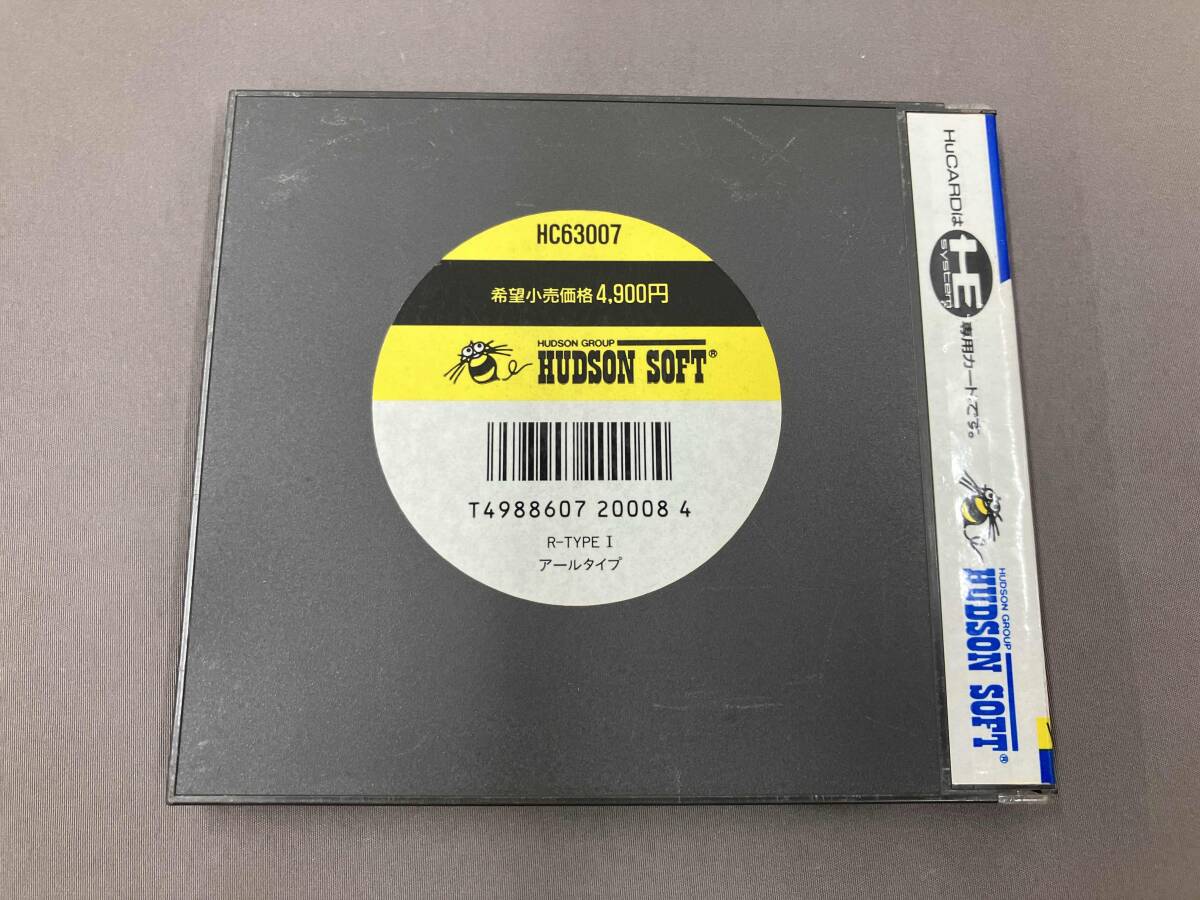 HC63007
希望小売価格4,900円
HUDSON GROUP
HUDSON SOFT®
T4988607 20008 4
R-TYPE I
アールタイプ
HuCARDは HE system 専用カードです。
HUDSON GROUP
HUDSON SOFT®